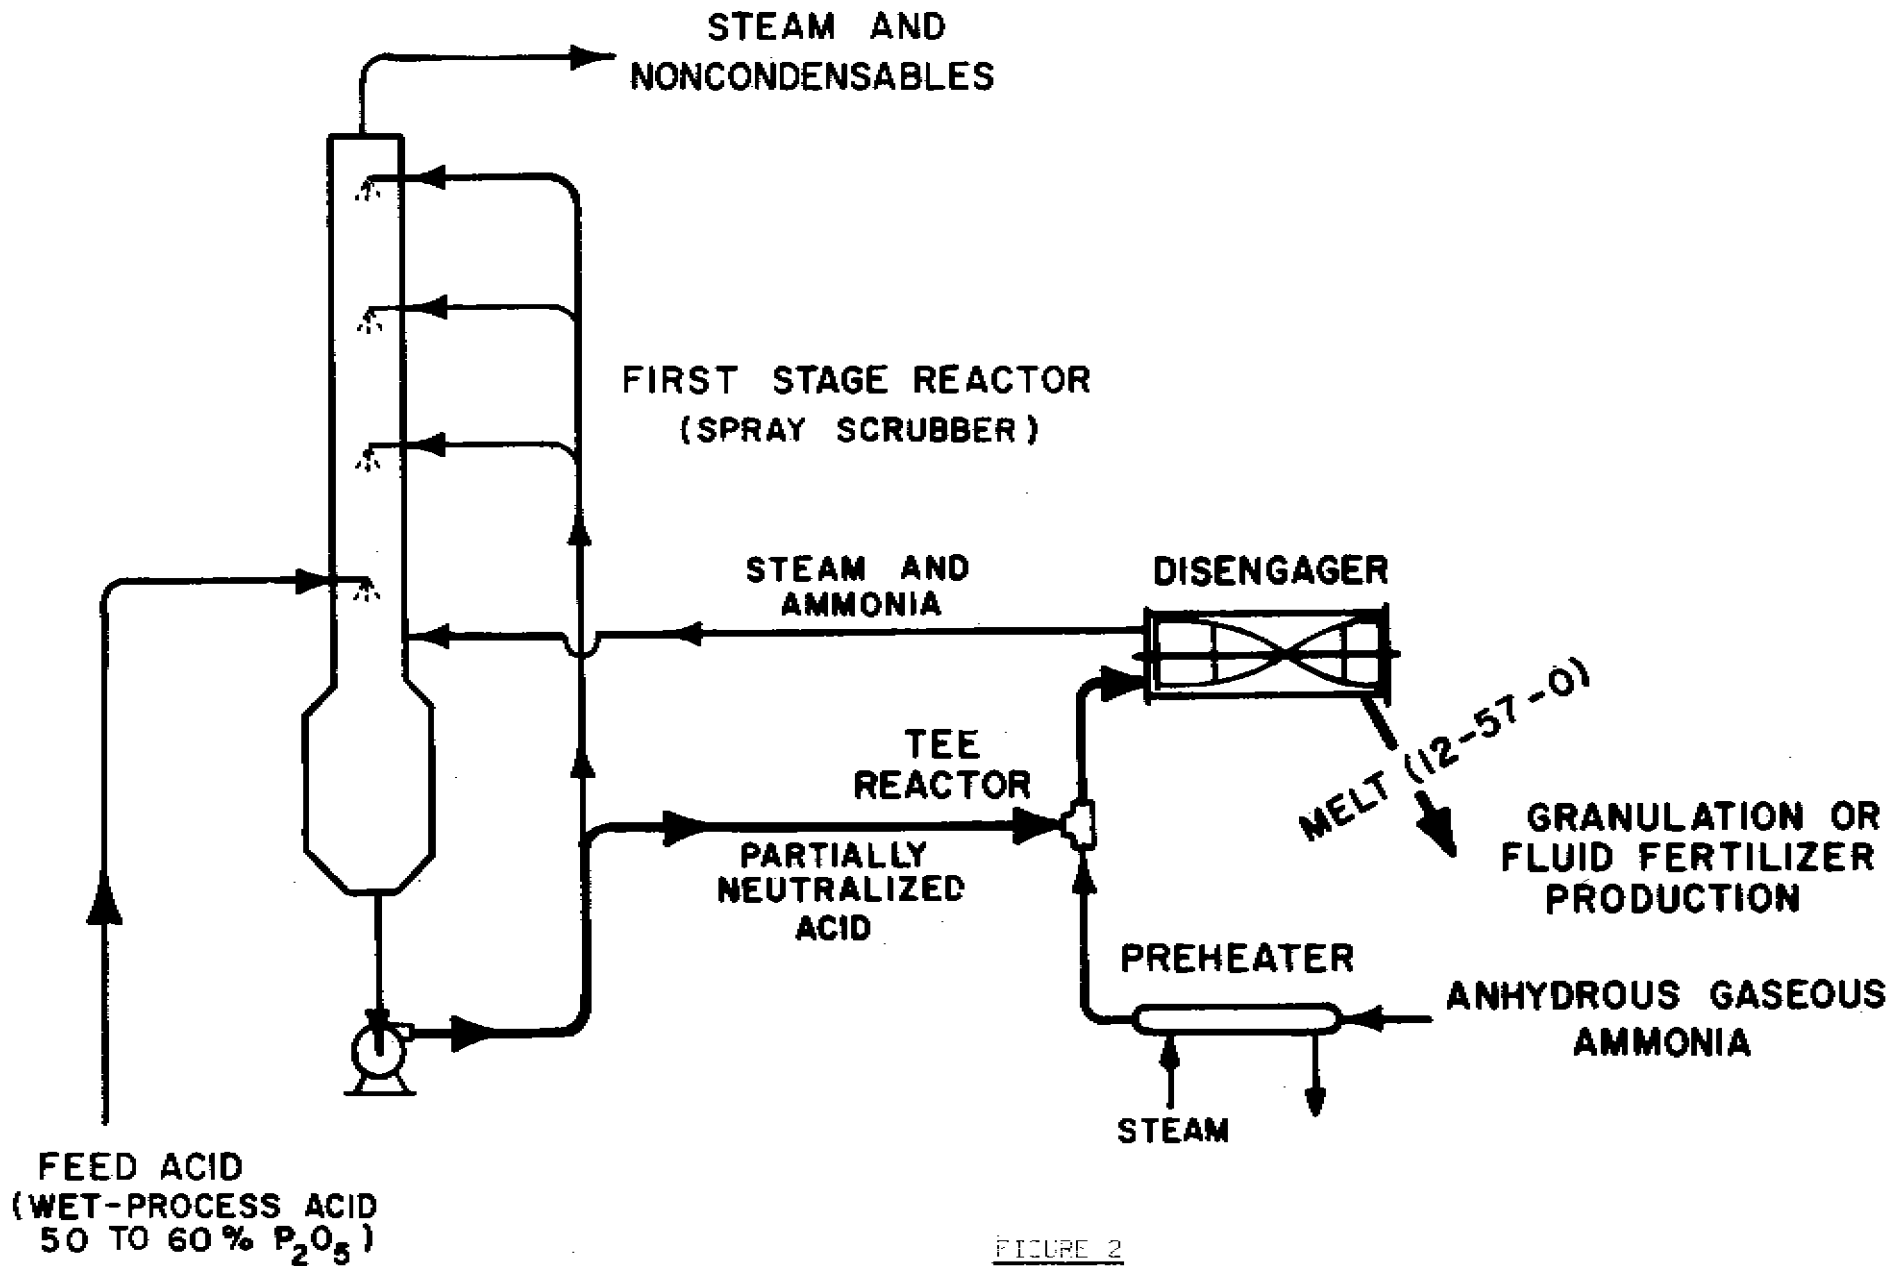 STEAM AND
NONCONDENSABLES
FIRST STAGE REACTOR
(SPRAY SCRUBBER)
STEAM AND
AMMONIA
DISENGAGER
MELT (12-57-0)
TEE
REACTOR
GRANULATION OR
FLUID FERTILIZER
PRODUCTION
PARTIALLY
NEUTRALIZED
ACID
PREHEATER
ANHYDROUS GASEOUS
AMMONIA
STEAM
FEED ACID
(WET-PROCESS ACID
50 TO 60% P₂O₅)
FIGURE 2